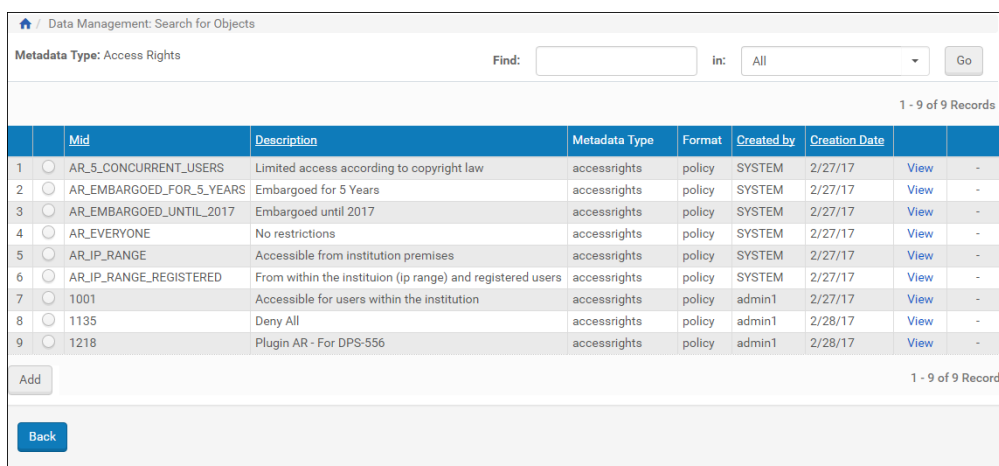 / Data Management: Search for Objects
Metadata Type: Access Rights Find: in: All Go
1 - 9 of 9 Records
Mid Description Metadata Type Format Created by Creation Date
1 AR_5_CONCURRENT_USERS Limited access according to copyright law accessrights policy SYSTEM 2/27/17 View -
2 AR_EMBARGOED_FOR_5_YEARS Embargoed for 5 Years accessrights policy SYSTEM 2/27/17 View -
3 AR_EMBARGOED_UNTIL_2017 Embargoed until 2017 accessrights policy SYSTEM 2/27/17 View -
4 AR_EVERYONE No restrictions accessrights policy SYSTEM 2/27/17 View -
5 AR_IP_RANGE Accessible from institution premises accessrights policy SYSTEM 2/27/17 View -
6 AR_IP_RANGE_REGISTERED From within the instituion (ip range) and registered users accessrights policy SYSTEM 2/27/17 View -
7 1001 Accessible for users within the institution accessrights policy admin1 2/27/17 View -
8 1135 Deny All accessrights policy admin1 2/28/17 View -
9 1218 Plugin AR - For DPS-556 accessrights policy admin1 2/28/17 View -
Add 1 - 9 of 9 Record
Back